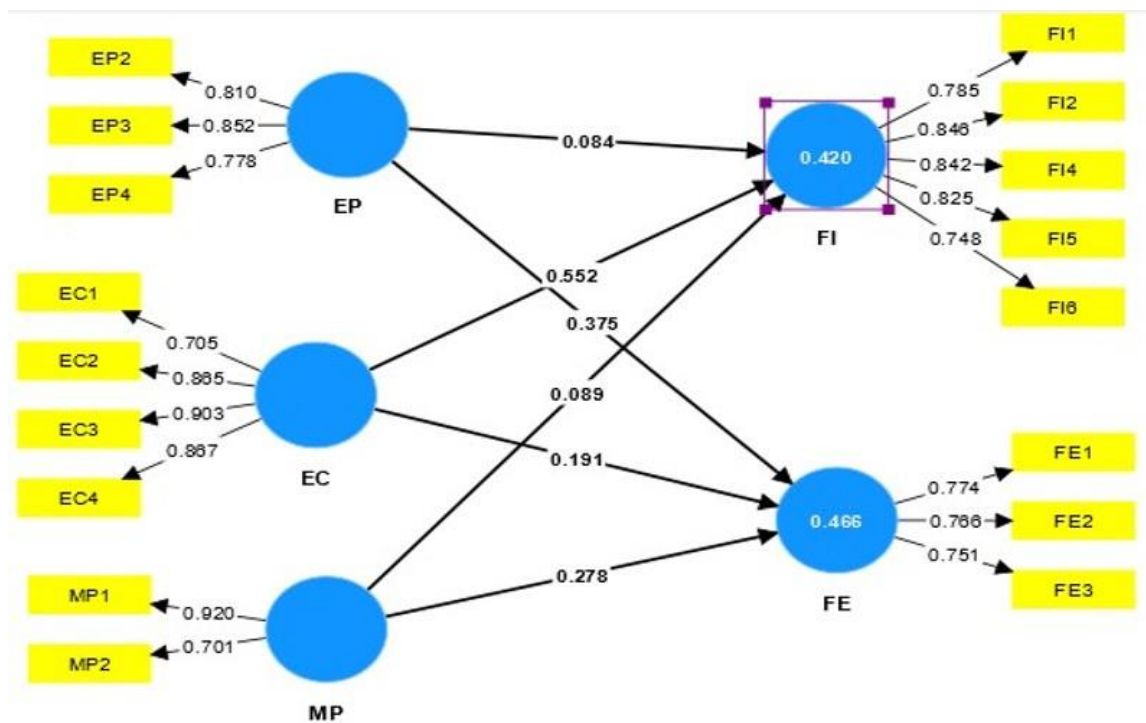 EP2
EP3
EP4
0.810
0.852
0.778
EP
EC1
EC2
EC3
EC4
0.705
0.865
0.903
0.867
EC
MP1
MP2
0.920
0.701
MP
0.084
0.552
0.375
0.089
0.191
0.278
0.420
FI
0.785
0.846
0.842
0.825
0.748
FI1
FI2
FI4
FI5
FI6
0.466
FE
0.774
0.766
0.751
FE1
FE2
FE3